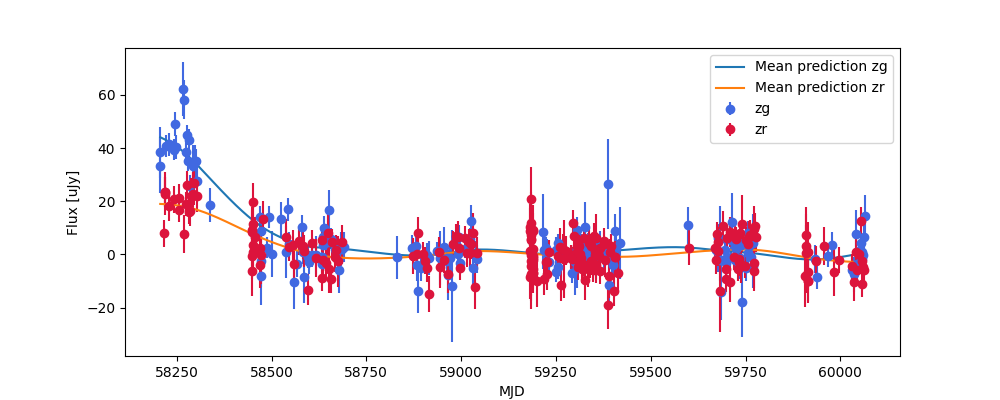 Mean prediction zg
Mean prediction zr
zg
zr
Flux [uJy]
60
40
20
0
−20
58250 58500 58750 59000 59250 59500 59750 60000
MJD